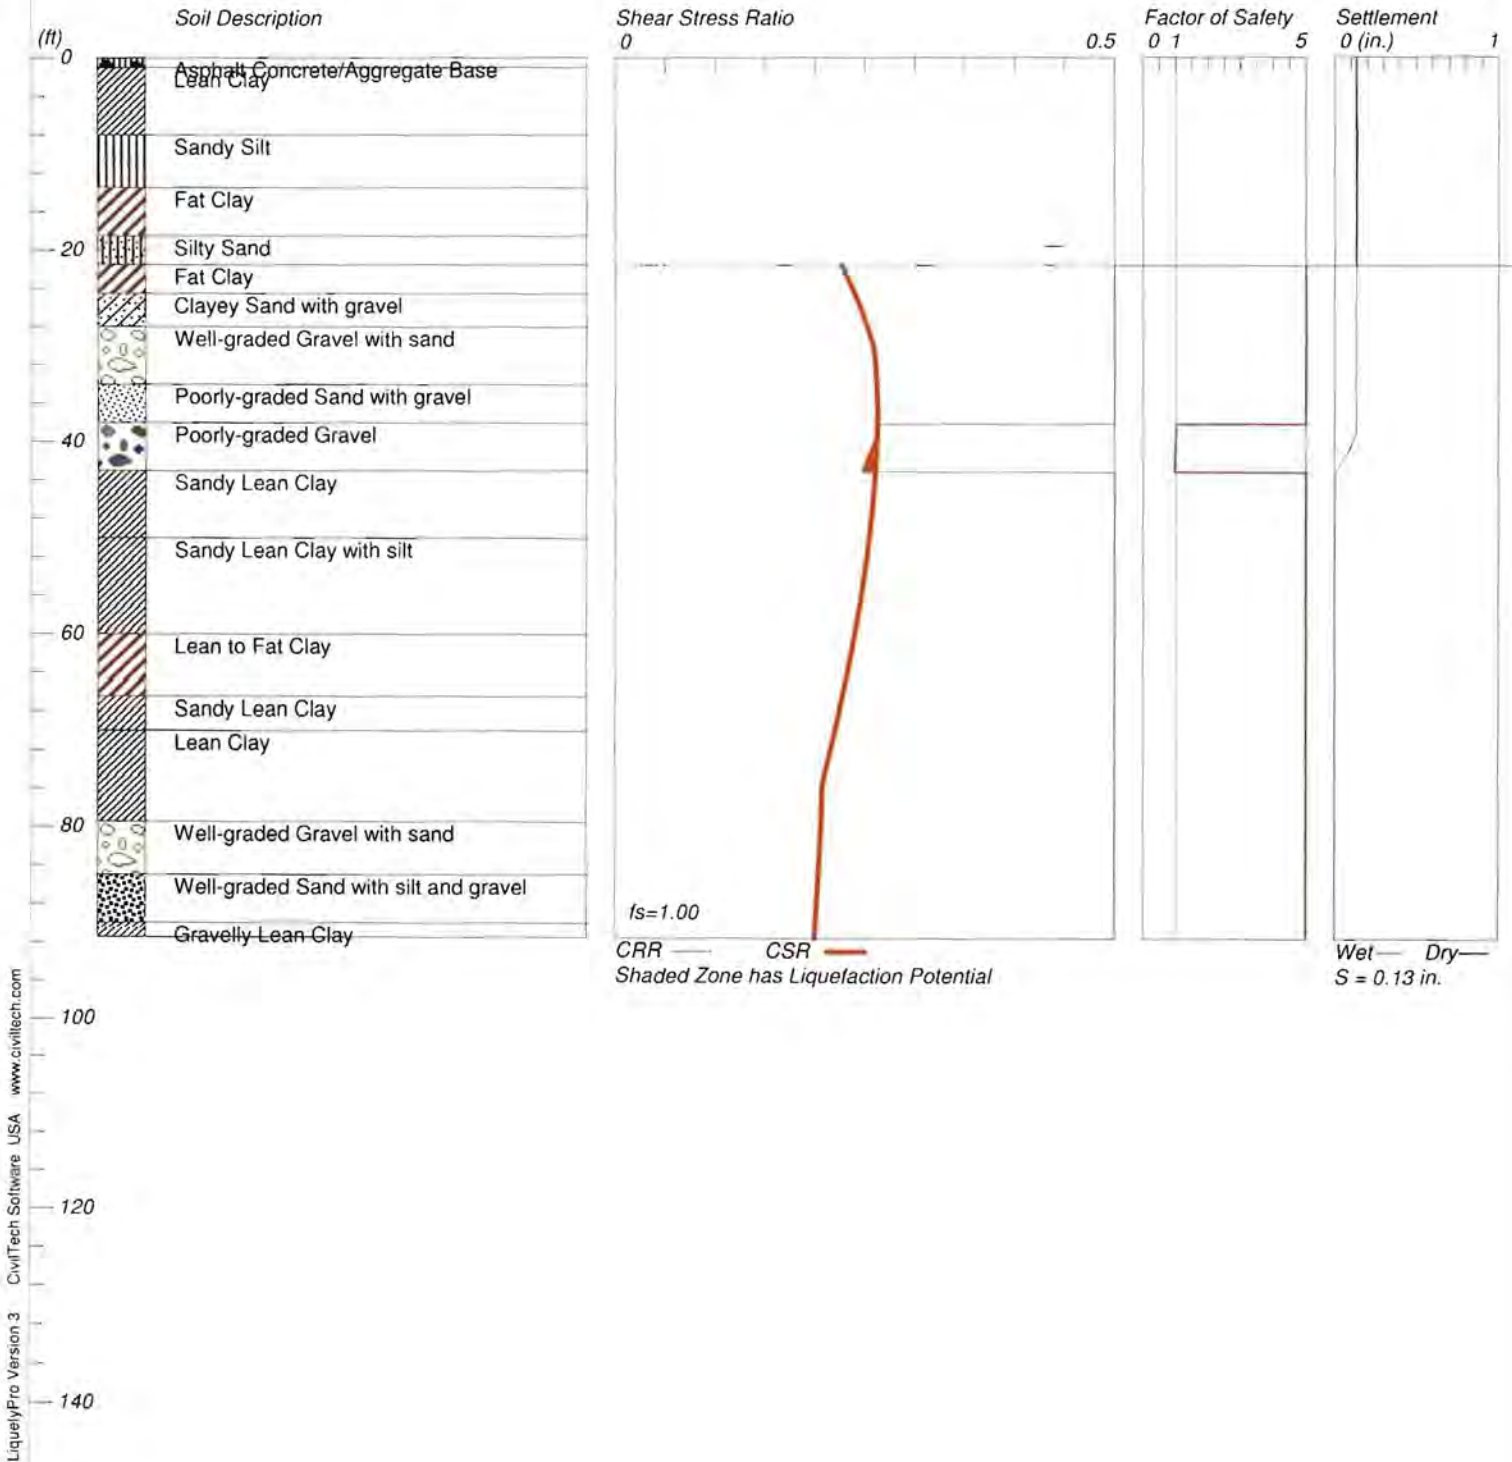 Soil Description Shear Stress Ratio Factor of Safety Settlement
(ft) 0 0.5 0 1 5 0 (in.) 1
0
Asphalt Concrete/Aggregate Base
Lean Clay
Sandy Silt
Fat Clay
20 Silty Sand
Fat Clay
Clayey Sand with gravel
Well-graded Gravel with sand
Poorly-graded Sand with gravel
40 Poorly-graded Gravel
Sandy Lean Clay
Sandy Lean Clay with silt
60 Lean to Fat Clay
Sandy Lean Clay
Lean Clay
80 Well-graded Gravel with sand
Well-graded Sand with silt and gravel
fs=1.00
Gravelly Lean Clay
CRR CSR Wet Dry
Shaded Zone has Liquefaction Potential S = 0.13 in.
100
120
140
LiquefyPro Version 3 CivilTech Software USA www.civiltech.com